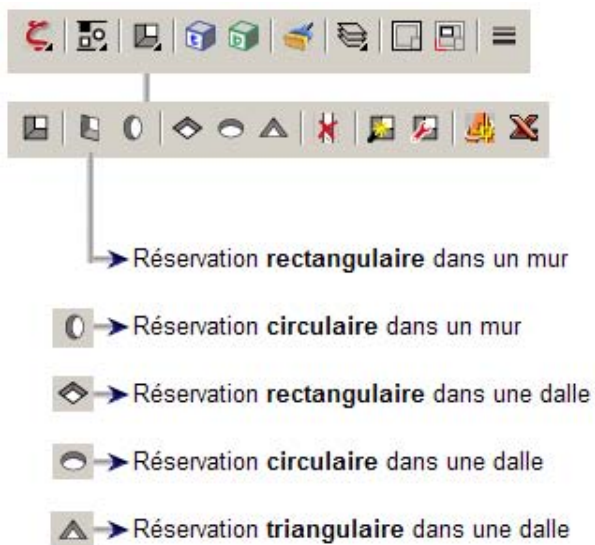 Réservation rectangulaire dans un mur
Réservation circulaire dans un mur
Réservation rectangulaire dans une dalle
Réservation circulaire dans une dalle
Réservation triangulaire dans une dalle